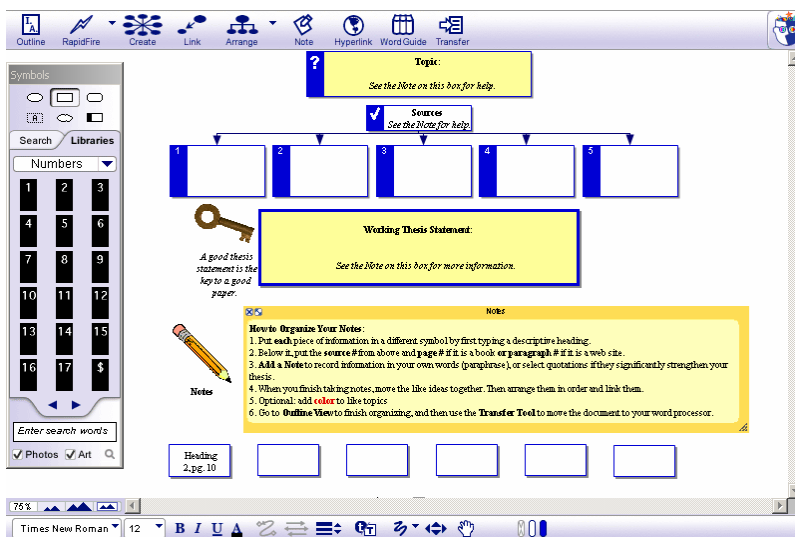 Outline RapidFire Create Link Arrange Note Hyperlink Word Guide Transfer
Symbols
Search Libraries
Numbers
1 2 3
4 5 6
7 8 9
10 11 12
13 14 15
16 17 $
Enter search words
Photos Art
?
Topic:
See the Note on this box for help.
Sources
See the Note for help.
1 2 3 4 5
Working Thesis Statement:
See the Note on this box for more information.
A good thesis
statement is the
key to a good
paper.
Notes
Notes
How to Organize Your Notes:
1. Put each piece of information in a different symbol by first typing a descriptive heading.
2. Below it, put the source # from above and page # if it is a book or paragraph # if it is a web site.
3. Add a Note to record information in your own words (paraphrase), or select quotations if they significantly strengthen your
thesis.
4. When you finish taking notes, move the like ideas together. Then arrange them in order and link them.
5. Optional: add color to like topics
6. Go to Outline View to finish organizing, and then use the Transfer Tool to move the document to your word processor.
Heading
2, pg. 10
75%
Times New Roman 12 B I U A